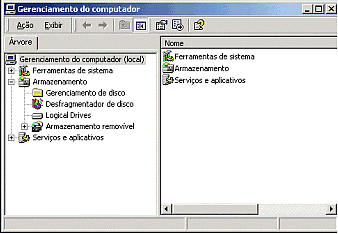 Gerenciamento do computador
Ação Exibir
Árvore
Gerenciamento do computador (local)
Ferramentas de sistema
Armazenamento
Gerenciamento de disco
Desfragmentador de disco
Logical Drives
Armazenamento removível
Serviços e aplicativos
Nome
Ferramentas de sistema
Armazenamento
Serviços e aplicativos